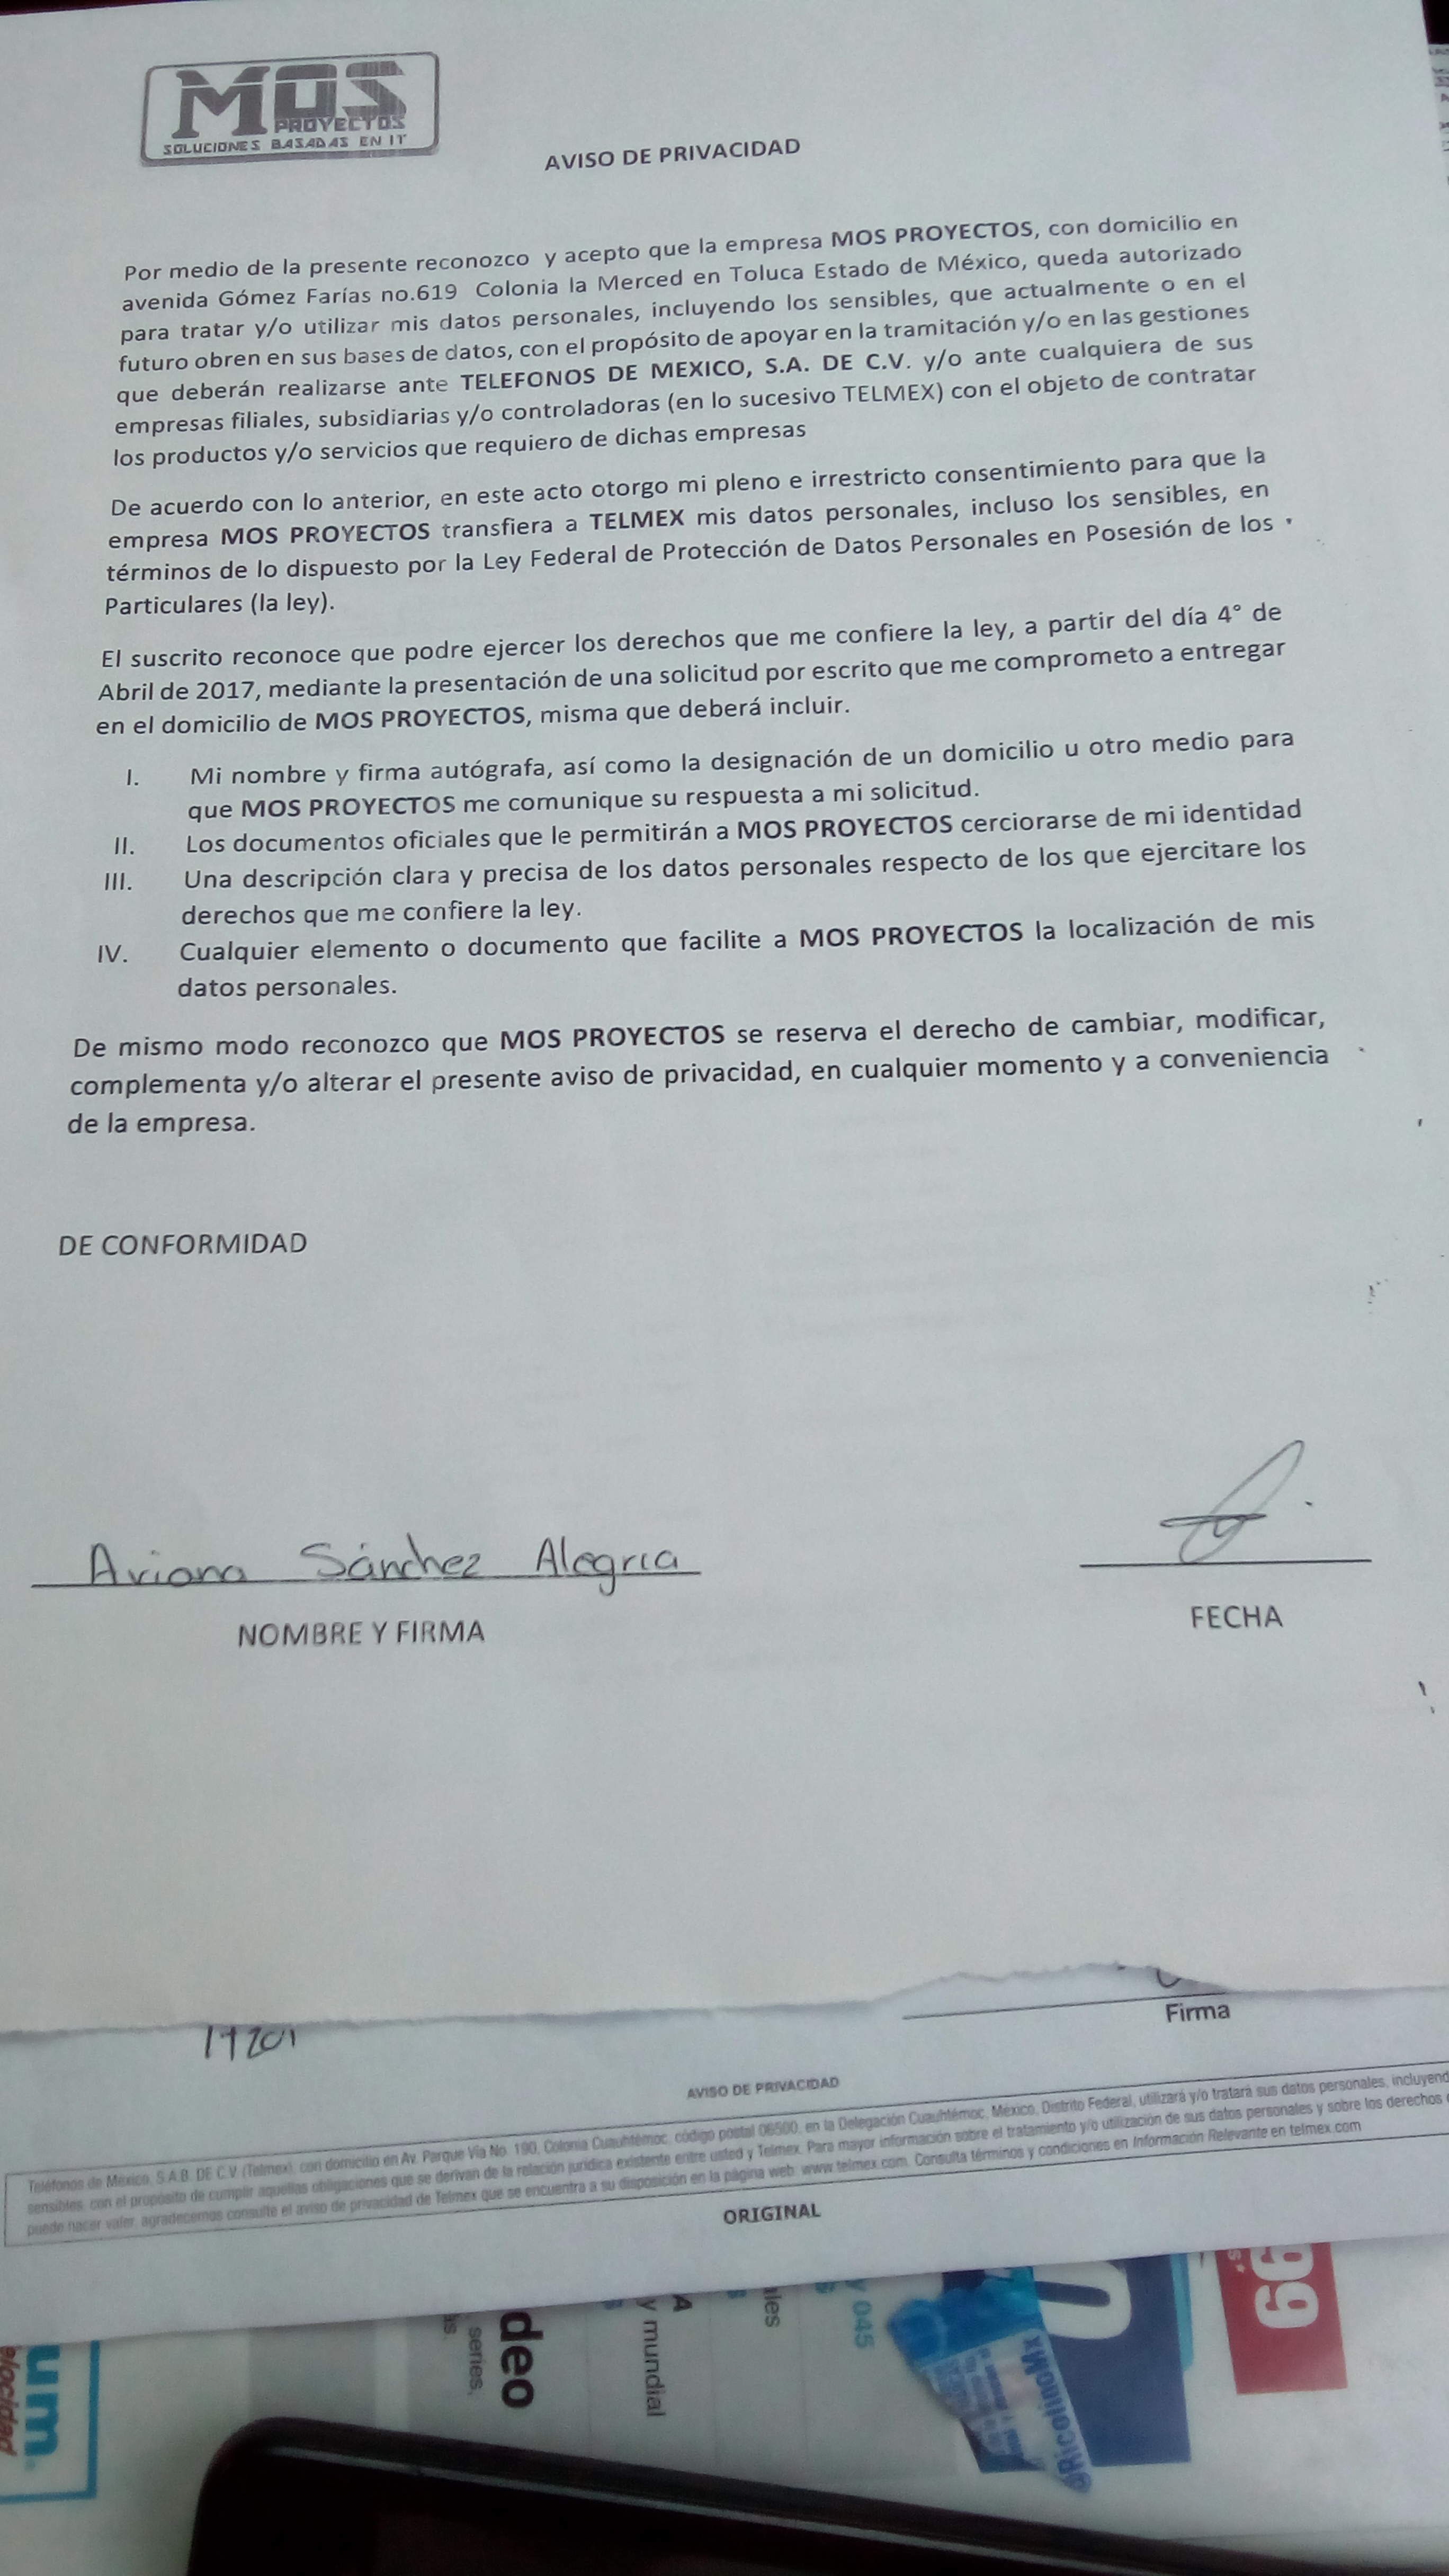 MOS
PROYECTOS
SOLUCIONES BASADAS EN IT
AVISO DE PRIVACIDAD
Por medio de la presente reconozco y acepto que la empresa MOS PROYECTOS, con domicilio en
avenida Gómez Farías no.619 Colonia la Merced en Toluca Estado de México, queda autorizado
para tratar y/o utilizar mis datos personales, incluyendo los sensibles, que actualmente o en el
futuro obren en sus bases de datos, con el propósito de apoyar en la tramitación y/o en las gestiones
que deberán realizarse ante TELEFONOS DE MEXICO, S.A. DE C.V. y/o ante cualquiera de sus
empresas filiales, subsidiarias y/o controladoras (en lo sucesivo TELMEX) con el objeto de contratar
los productos y/o servicios que requiero de dichas empresas
De acuerdo con lo anterior, en este acto otorgo mi pleno e irrestricto consentimiento para que la
empresa MOS PROYECTOS transfiera a TELMEX mis datos personales, incluso los sensibles, en
términos de lo dispuesto por la Ley Federal de Protección de Datos Personales en Posesión de los
Particulares (la ley).
El suscrito reconoce que podre ejercer los derechos que me confiere la ley, a partir del día 4° de
Abril de 2017, mediante la presentación de una solicitud por escrito que me comprometo a entregar
en el domicilio de MOS PROYECTOS, misma que deberá incluir.
I. Mi nombre y firma autógrafa, así como la designación de un domicilio u otro medio para
que MOS PROYECTOS me comunique su respuesta a mi solicitud.
II. Los documentos oficiales que le permitirán a MOS PROYECTOS cerciorarse de mi identidad
III. Una descripción clara y precisa de los datos personales respecto de los que ejercitare los
derechos que me confiere la ley.
IV. Cualquier elemento o documento que facilite a MOS PROYECTOS la localización de mis
datos personales.
De mismo modo reconozco que MOS PROYECTOS se reserva el derecho de cambiar, modificar,
complementa y/o alterar el presente aviso de privacidad, en cualquier momento y a conveniencia
de la empresa.
DE CONFORMIDAD
Ariana Sánchez Alegria
NOMBRE Y FIRMA
FECHA
Firma
AVISO DE PRIVACIDAD
Teléfonos de México, S.A.B. DE C.V. (Telmex), con domicilio en Av. Parque Vía No. 190, Colonia Cuauhtémoc, código postal 06500, en la Delegación Cuauhtémoc, México, Distrito Federal, utilizará y/o tratará sus datos personales, incluyendo
sensibles, con el propósito de cumplir aquellas obligaciones que se derivan de la relación jurídica existente entre usted y Telmex. Para mayor información sobre el tratamiento y/o utilización de sus datos personales y sobre los derechos
puede hacer valer, agradecemos consulte el aviso de privacidad de Telmex que se encuentra a su disposición en la página web: www.telmex.com. Consulta términos y condiciones en Información Relevante en telmex.com
ORIGINAL
um
series,
deo
y mundial
A
les
y 045
@RicolinoMx
99